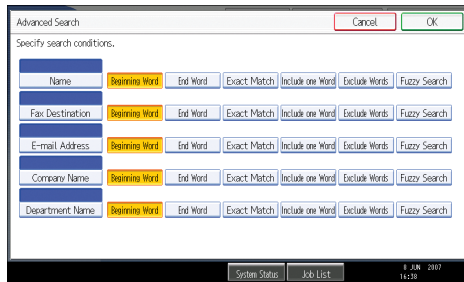 Advanced Search Cancel OK
Specify search conditions.
Name Beginning Word End Word Exact Match Include one Word Exclude Words Fuzzy Search
Fax Destination Beginning Word End Word Exact Match Include one Word Exclude Words Fuzzy Search
E-mail Address Beginning Word End Word Exact Match Include one Word Exclude Words Fuzzy Search
Company Name Beginning Word End Word Exact Match Include one Word Exclude Words Fuzzy Search
Department Name Beginning Word End Word Exact Match Include one Word Exclude Words Fuzzy Search
System Status Job List
JUN 2007
16:38